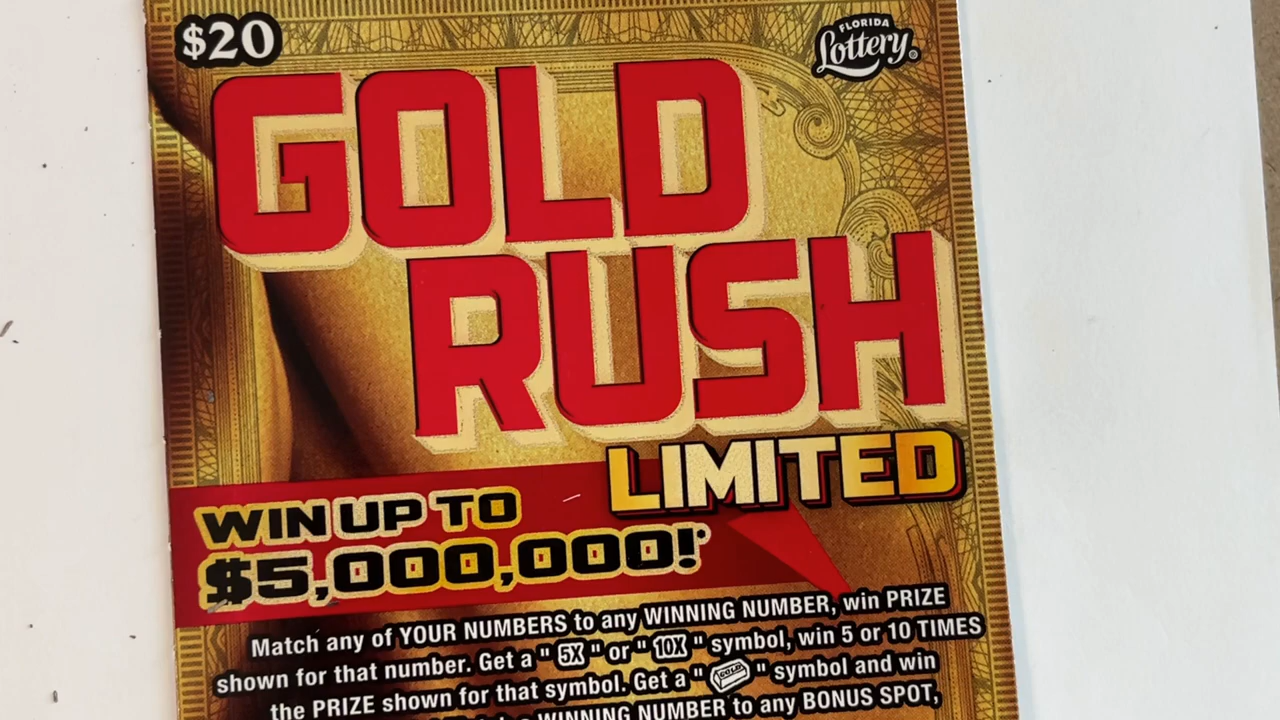 $20
FLORIDA
Lottery®
GOLD
RUSH
LIMITED
WIN UP TO
$5,000,000!*
Match any of YOUR NUMBERS to any WINNING NUMBER, win PRIZE
shown for that number. Get a "5X" or "10X" symbol, win 5 or 10 TIMES
the PRIZE shown for that symbol. Get a "GOLD" symbol and win
WINNING NUMBER to any BONUS SPOT,